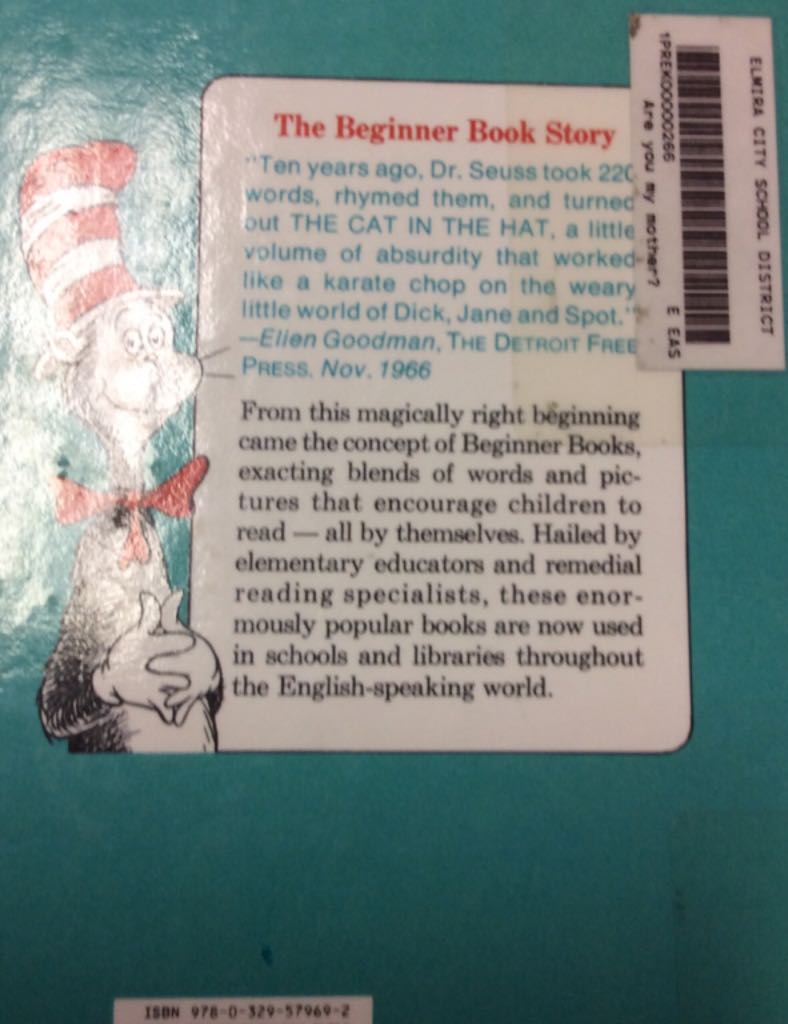 The Beginner Book Story
"Ten years ago, Dr. Seuss took 220
words, rhymed them, and turned
out THE CAT IN THE HAT, a little
volume of absurdity that worked
like a karate chop on the weary
little world of Dick, Jane and Spot."
—Ellen Goodman, THE DETROIT FREE
PRESS, Nov. 1966
From this magically right beginning
came the concept of Beginner Books,
exacting blends of words and pic-
tures that encourage children to
read — all by themselves. Hailed by
elementary educators and remedial
reading specialists, these enor-
mously popular books are now used
in schools and libraries throughout
the English-speaking world.
ELMIRA CITY SCHOOL DISTRICT
1PREK000000266
E EAS
Are you my mother?
ISBN 978-0-329-57969-2